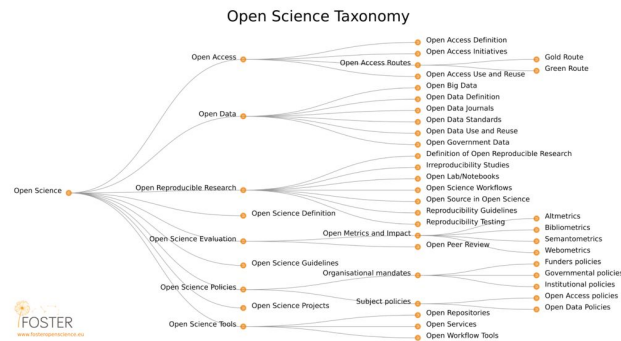 Open Science Taxonomy
Open Science
Open Access
Open Access Definition
Open Access Initiatives
Open Access Routes
Gold Route
Green Route
Open Access Use and Reuse
Open Data
Open Big Data
Open Data Definition
Open Data Journals
Open Data Standards
Open Data Use and Reuse
Open Government Data
Open Reproducible Research
Definition of Open Reproducible Research
Irreproducibility Studies
Open Lab/Notebooks
Open Science Workflows
Open Source in Open Science
Reproducibility Guidelines
Reproducibility Testing
Open Science Definition
Open Science Evaluation
Open Metrics and Impact
Altmetrics
Bibliometrics
Semantometrics
Webometrics
Open Peer Review
Open Science Guidelines
Open Science Policies
Organisational mandates
Funders policies
Governmental policies
Institutional policies
Subject policies
Open Access policies
Open Data Policies
Open Science Projects
Open Science Tools
Open Repositories
Open Services
Open Workflow Tools
FOSTER
www.fosteropenscience.eu